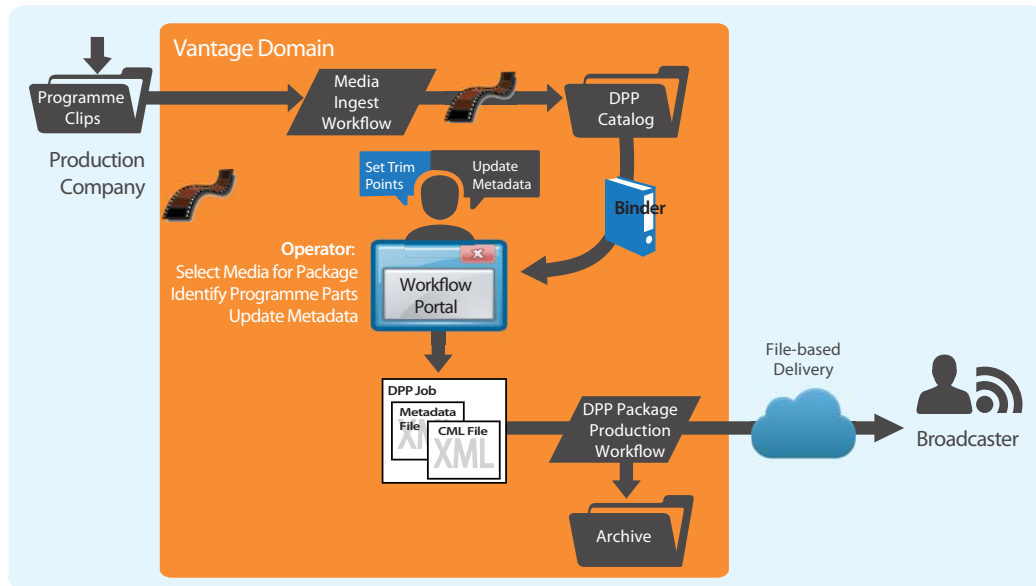 Vantage Domain
Programme
Clips
Media
Ingest
Workflow
DPP
Catalog
Production
Company
Set Trim
Points
Update
Metadata
Binder
Operator:
Select Media for Package
Identify Programme Parts
Update Metadata
Workflow
Portal
File-based
Delivery
DPP Job
Metadata
File
XML
CML File
XML
DPP Package
Production
Workflow
Broadcaster
Archive